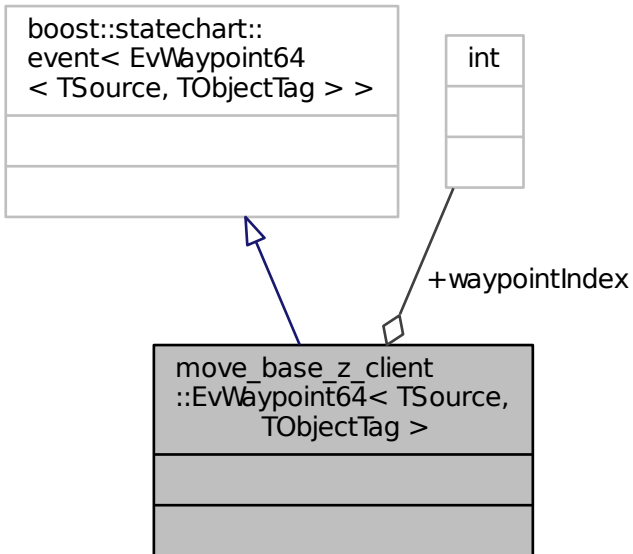 boost::statechart::
event< EvWaypoint64
< TSource, TObjectTag > >
int
+waypointIndex
move_base_z_client
::EvWaypoint64< TSource,
TObjectTag >